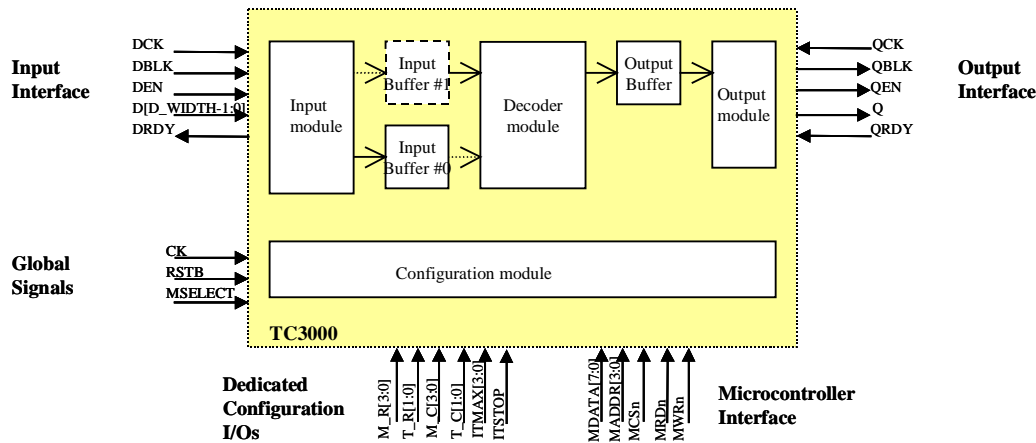 DCK
DBLK
DEN
D[D_WIDTH-1:0]
DRDY
Input
Interface
Input
module
Input
Buffer #1
Input
Buffer #0
Decoder
module
Output
Buffer
Output
module
QCK
QBLK
QEN
Q
QRDY
Output
Interface
Global
Signals
CK
RSTB
MSELECT
Configuration module
TC3000
Dedicated
Configuration
I/Os
M_R[3:0]
T_R[1:0]
M_C[3:0]
T_C[1:0]
ITMAX[3:0]
ITSTOP
MDATA[7:0]
MADDR[3:0]
MCSn
MRDn
MWRn
Microcontroller
Interface